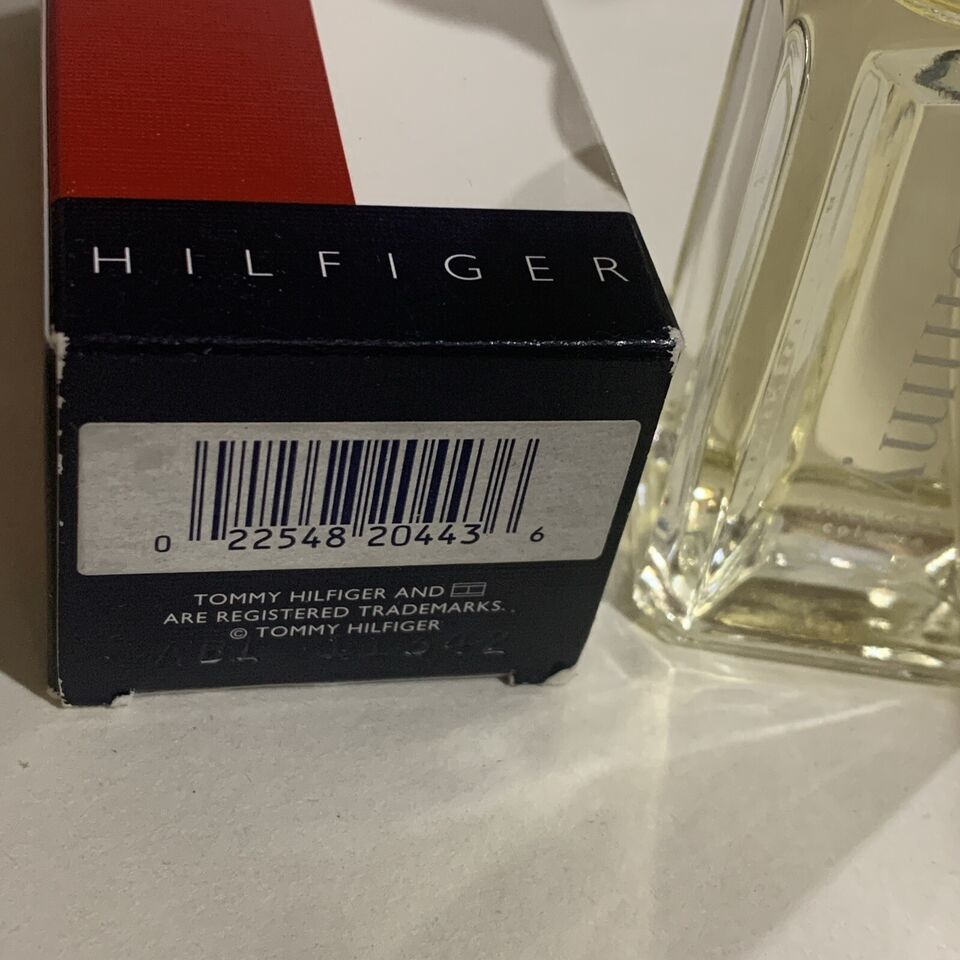 HILFIGER
0 22548 20443 6
TOMMY HILFIGER AND
ARE REGISTERED TRADEMARKS.
© TOMMY HILFIGER